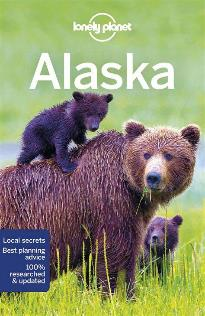 lonely planet
Alaska
Local secrets
Best planning
advice
100%
researched
& updated